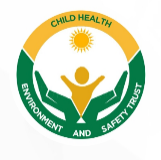 CHILD HEALTH
ENVIRONMENT AND SAFETY TRUST